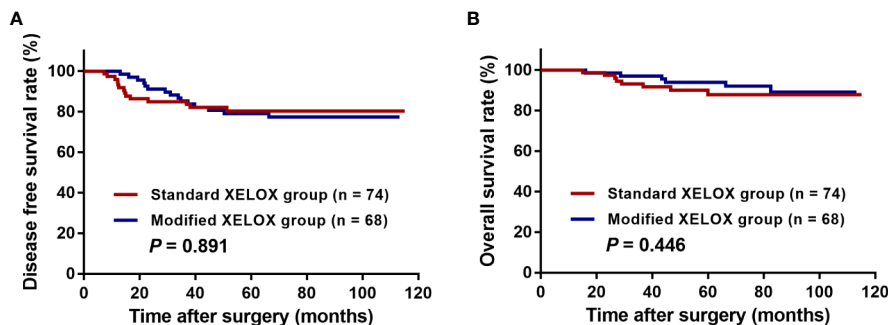 A
Disease free survival rate (%)
100
80
60
40
20
0
0 20 40 60 80 100 120
Time after surgery (months)
Standard XELOX group (n = 74)
Modified XELOX group (n = 68)
P = 0.891
B
Overall survival rate (%)
100
80
60
40
20
0
0 20 40 60 80 100 120
Time after surgery (months)
Standard XELOX group (n = 74)
Modified XELOX group (n = 68)
P = 0.446